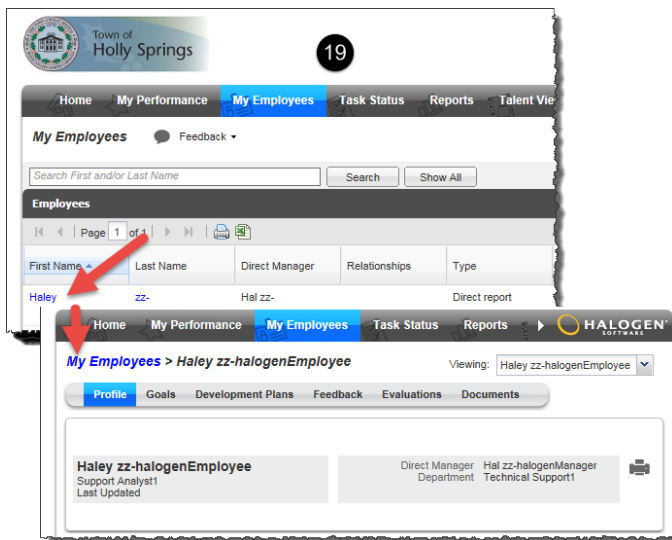 Town of
Holly Springs
19
Home My Performance My Employees Task Status Reports Talent Vie
My Employees Feedback
Search First and/or Last Name Search Show All
Employees
Page 1 of 1
First Name Last Name Direct Manager Relationships Type
Haley zz- Hal zz- Direct report
Home My Performance My Employees Task Status Reports HALOGEN
SOFTWARE
My Employees > Haley zz-halogenEmployee Viewing: Haley zz-halogenEmployee
Profile Goals Development Plans Feedback Evaluations Documents
Haley zz-halogenEmployee Direct Manager Hal zz-halogenManager
Support Analyst1 Department Technical Support1
Last Updated